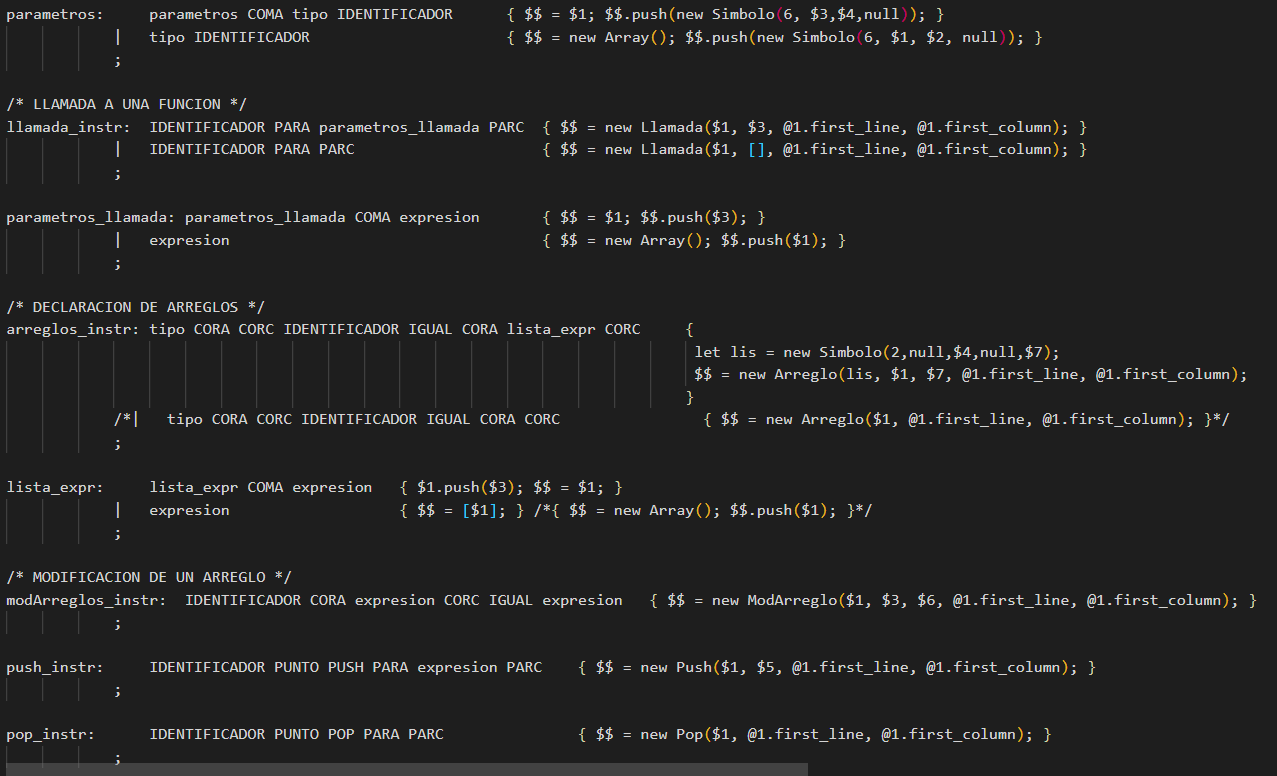 parametros:     parametros COMA tipo IDENTIFICADOR      { $$ = $1; $$.push(new Simbolo(6, $3,$4,null)); }
            |   tipo IDENTIFICADOR                      { $$ = new Array(); $$.push(new Simbolo(6, $1, $2, null)); }
            ;
/* LLAMADA A UNA FUNCION */
llamada_instr:  IDENTIFICADOR PARA parametros_llamada PARC  { $$ = new Llamada($1, $3, @1.first_line, @1.first_column); }
            |   IDENTIFICADOR PARA PARC                     { $$ = new Llamada($1, [], @1.first_line, @1.first_column); }
            ;
parametros_llamada: parametros_llamada COMA expresion       { $$ = $1; $$.push($3); }
            |   expresion                                   { $$ = new Array(); $$.push($1); }
            ;
/* DECLARACION DE ARREGLOS */
arreglos_instr: tipo CORA CORC IDENTIFICADOR IGUAL CORA lista_expr CORC     {
let lis = new Simbolo(2,null,$4,null,$7);
$$ = new Arreglo(lis, $1, $7, @1.first_line, @1.first_column);
}
            /*|   tipo CORA CORC IDENTIFICADOR IGUAL CORA CORC                { $$ = new Arreglo($1, @1.first_line, @1.first_column); }*/
            ;
lista_expr:     lista_expr COMA expresion   { $1.push($3); $$ = $1; }
            |   expresion                   { $$ = [$1]; } /*{ $$ = new Array(); $$.push($1); }*/
            ;
/* MODIFICACION DE UN ARREGLO */
modArreglos_instr:  IDENTIFICADOR CORA expresion CORC IGUAL expresion   { $$ = new ModArreglo($1, $3, $6, @1.first_line, @1.first_column); }
            ;
push_instr:     IDENTIFICADOR PUNTO PUSH PARA expresion PARC    { $$ = new Push($1, $5, @1.first_line, @1.first_column); }
            ;
pop_instr:      IDENTIFICADOR PUNTO POP PARA PARC               { $$ = new Pop($1, @1.first_line, @1.first_column); }
            ;